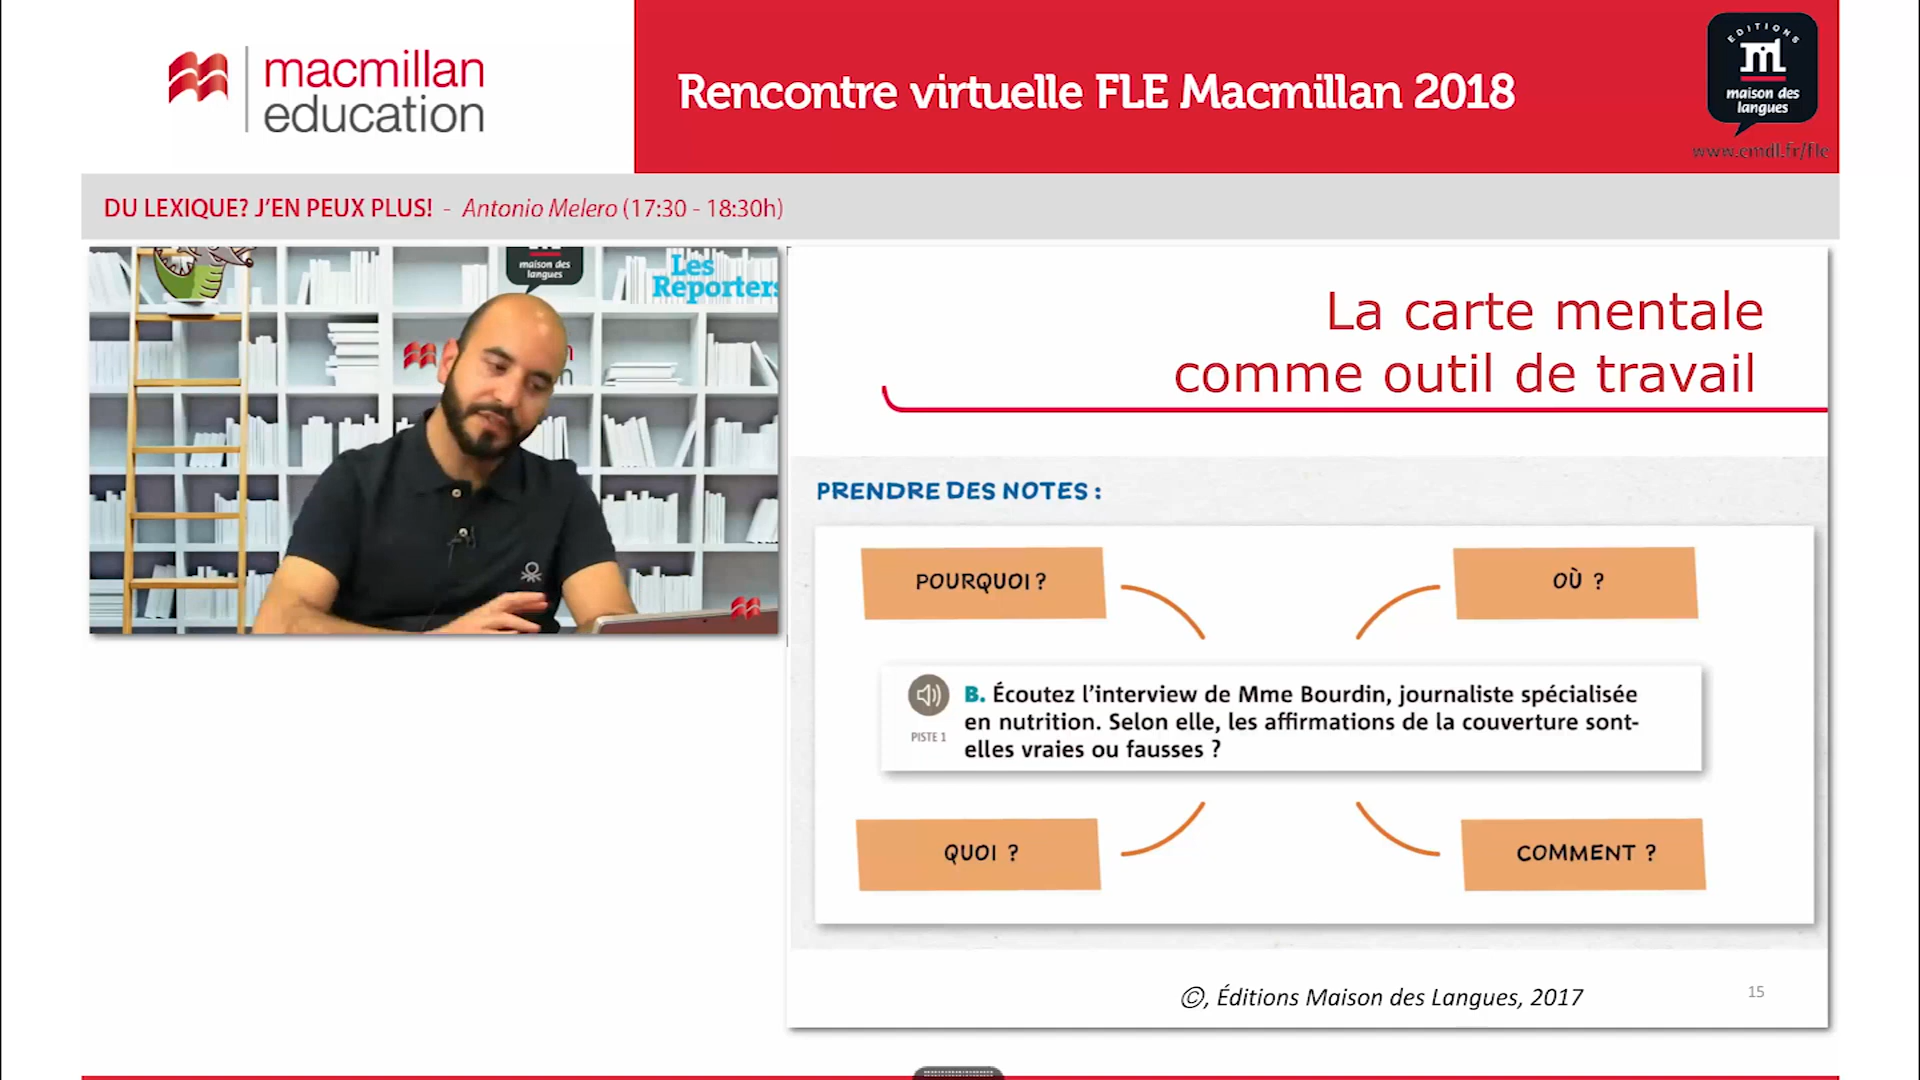 macmillan
education
Rencontre virtuelle FLE Macmillan 2018
EDITIONS
maison des
langues
www.emdl.fr/fle
DU LEXIQUE? J'EN PEUX PLUS! - Antonio Melero (17:30 - 18:30h)
maison des
langues
Les
Reporters
La carte mentale
comme outil de travail
PRENDRE DES NOTES :
POURQUOI ?
OÙ ?
PISTE 1
B. Écoutez l'interview de Mme Bourdin, journaliste spécialisée
en nutrition. Selon elle, les affirmations de la couverture sont-
elles vraies ou fausses ?
QUOI ?
COMMENT ?
©, Éditions Maison des Langues, 2017
15